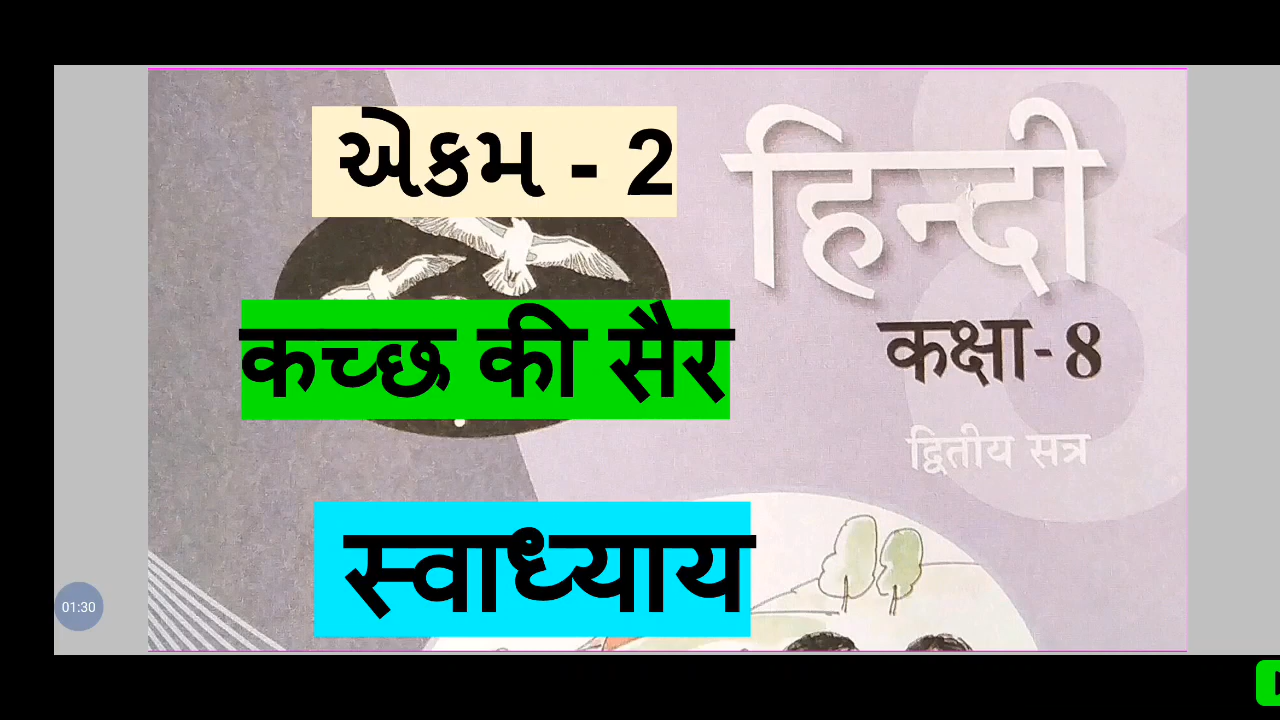 એકમ - 2
हिन्दी
कच्छ की सैर
कक्षा- 8
द्वितीय सत्र
स्वाध्याय
01:30